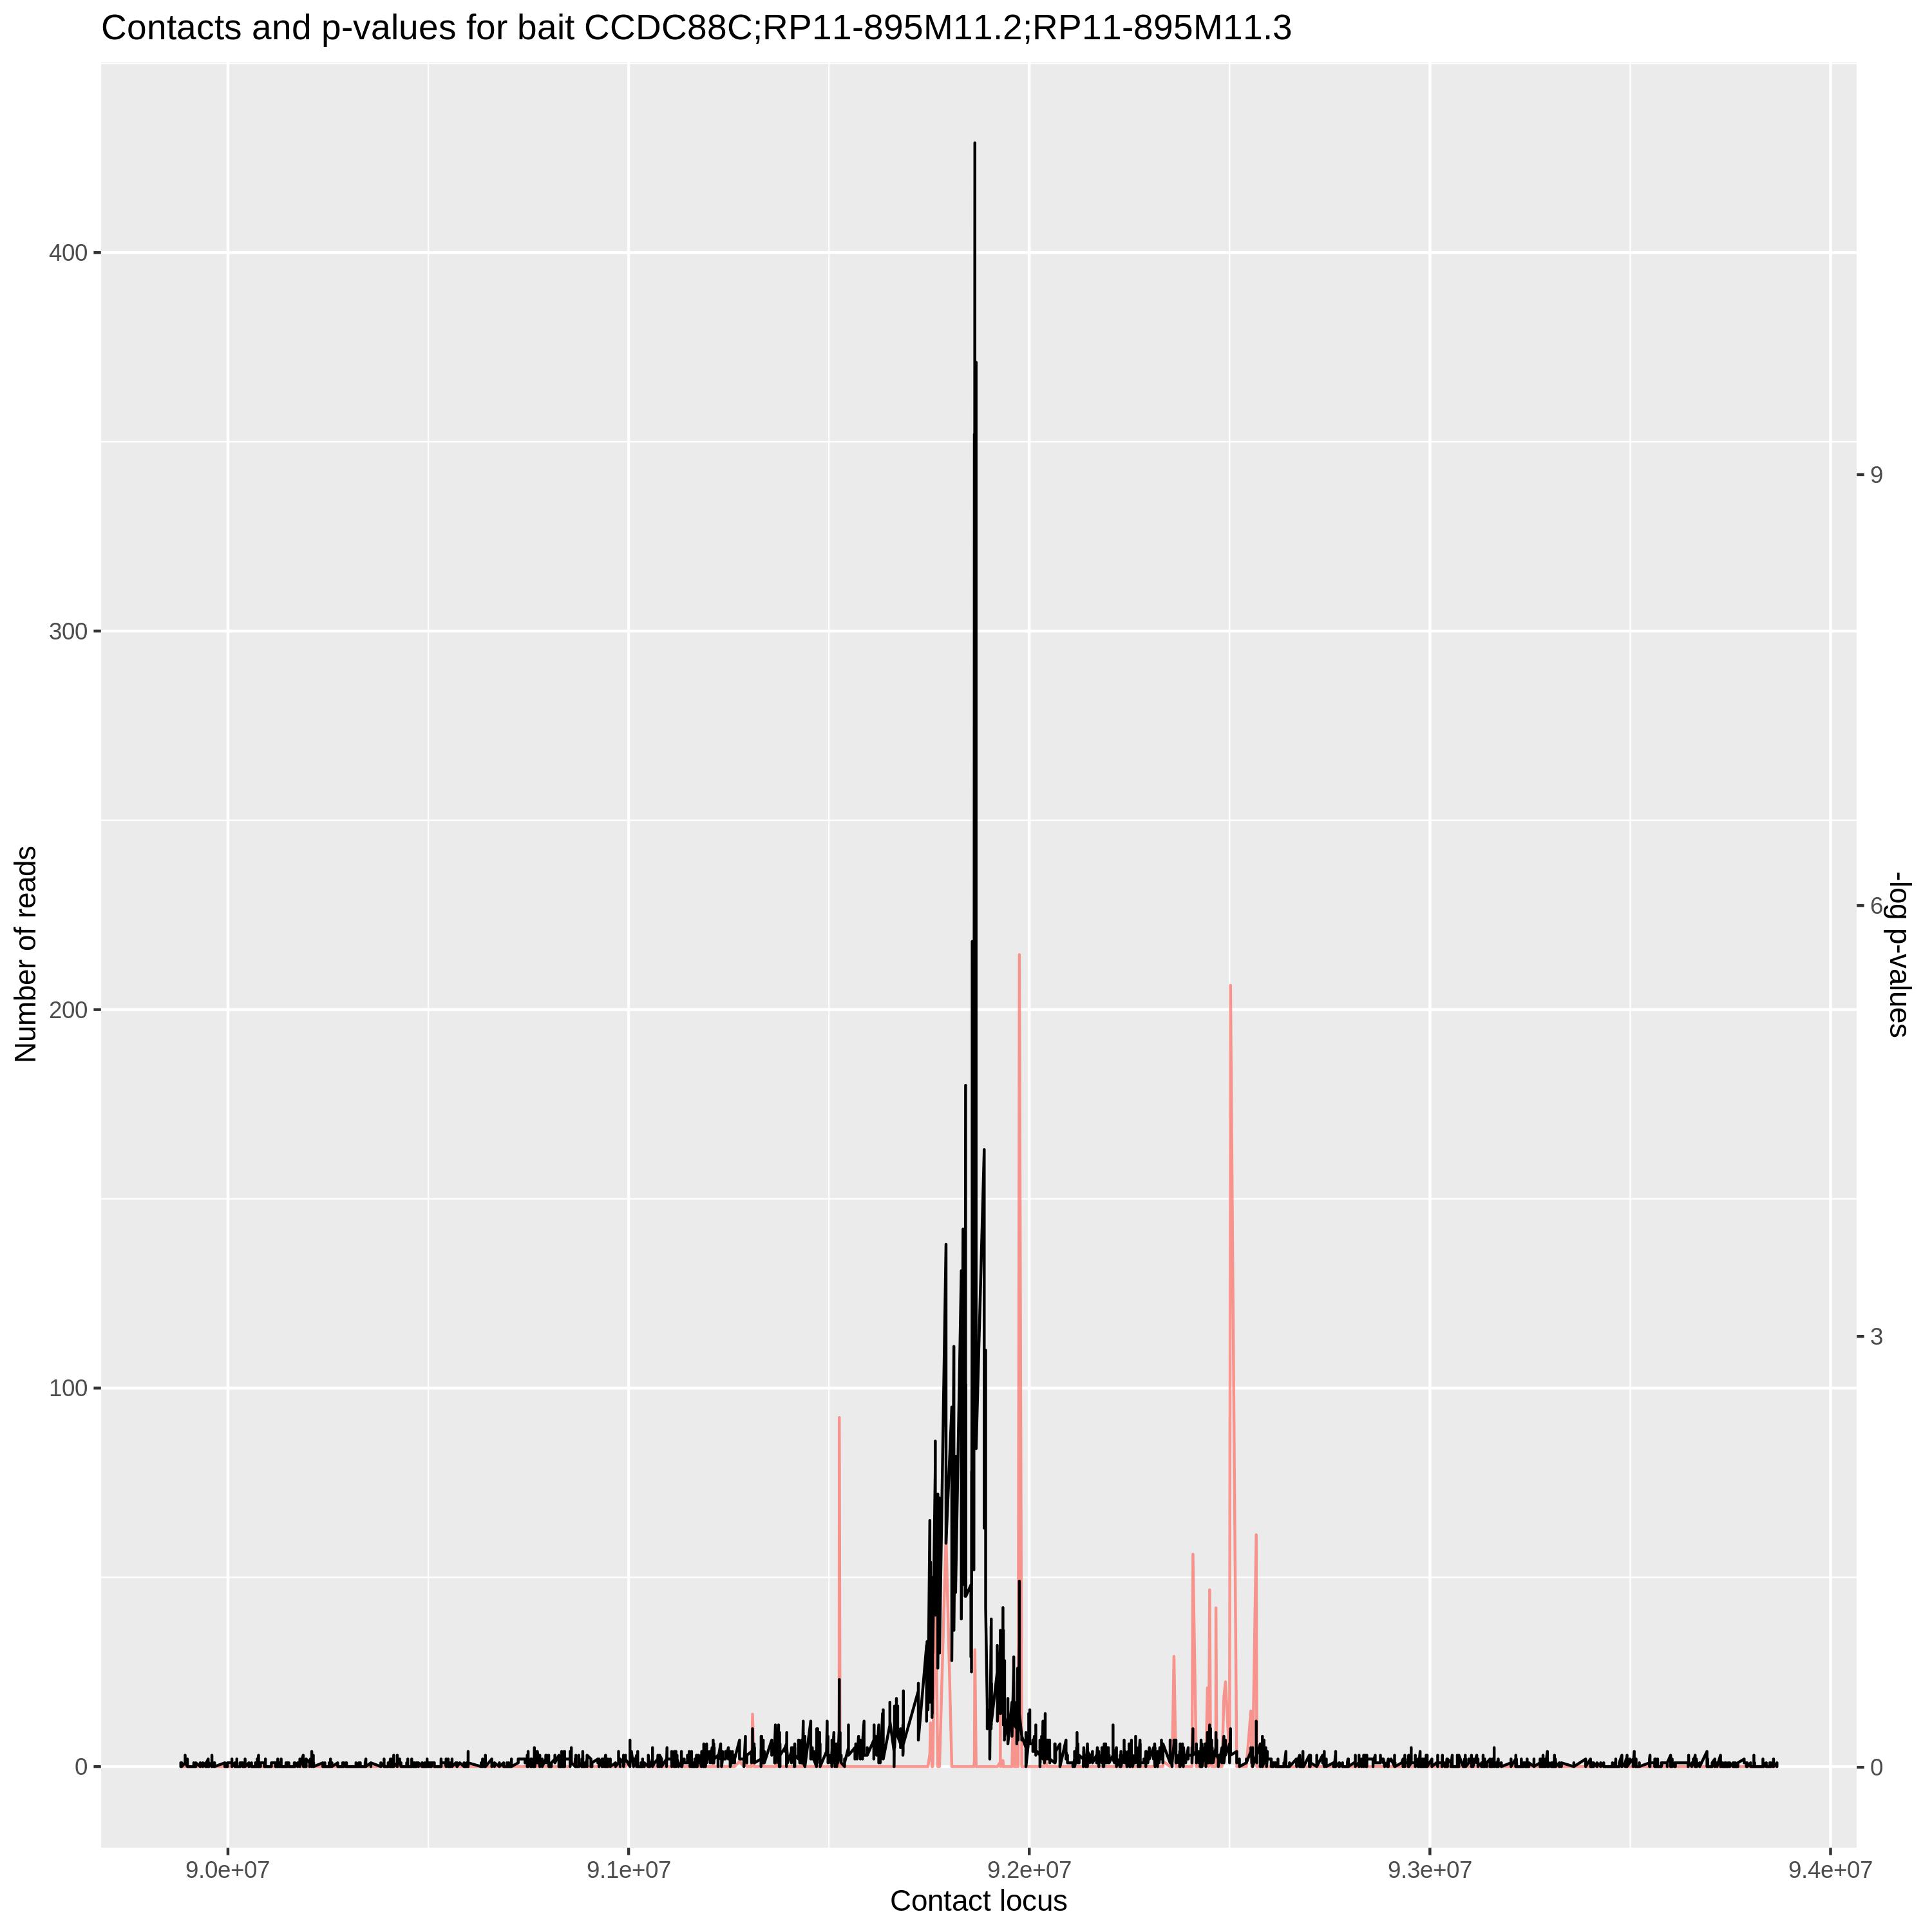 Contacts and p-values for bait CCDC88C;RP11-895M11.2;RP11-895M11.3
400
300
200
100
0
Number of reads
9
6
3
0
-log p-values
9.0e+07
9.1e+07
9.2e+07
9.3e+07
9.4e+07
Contact locus